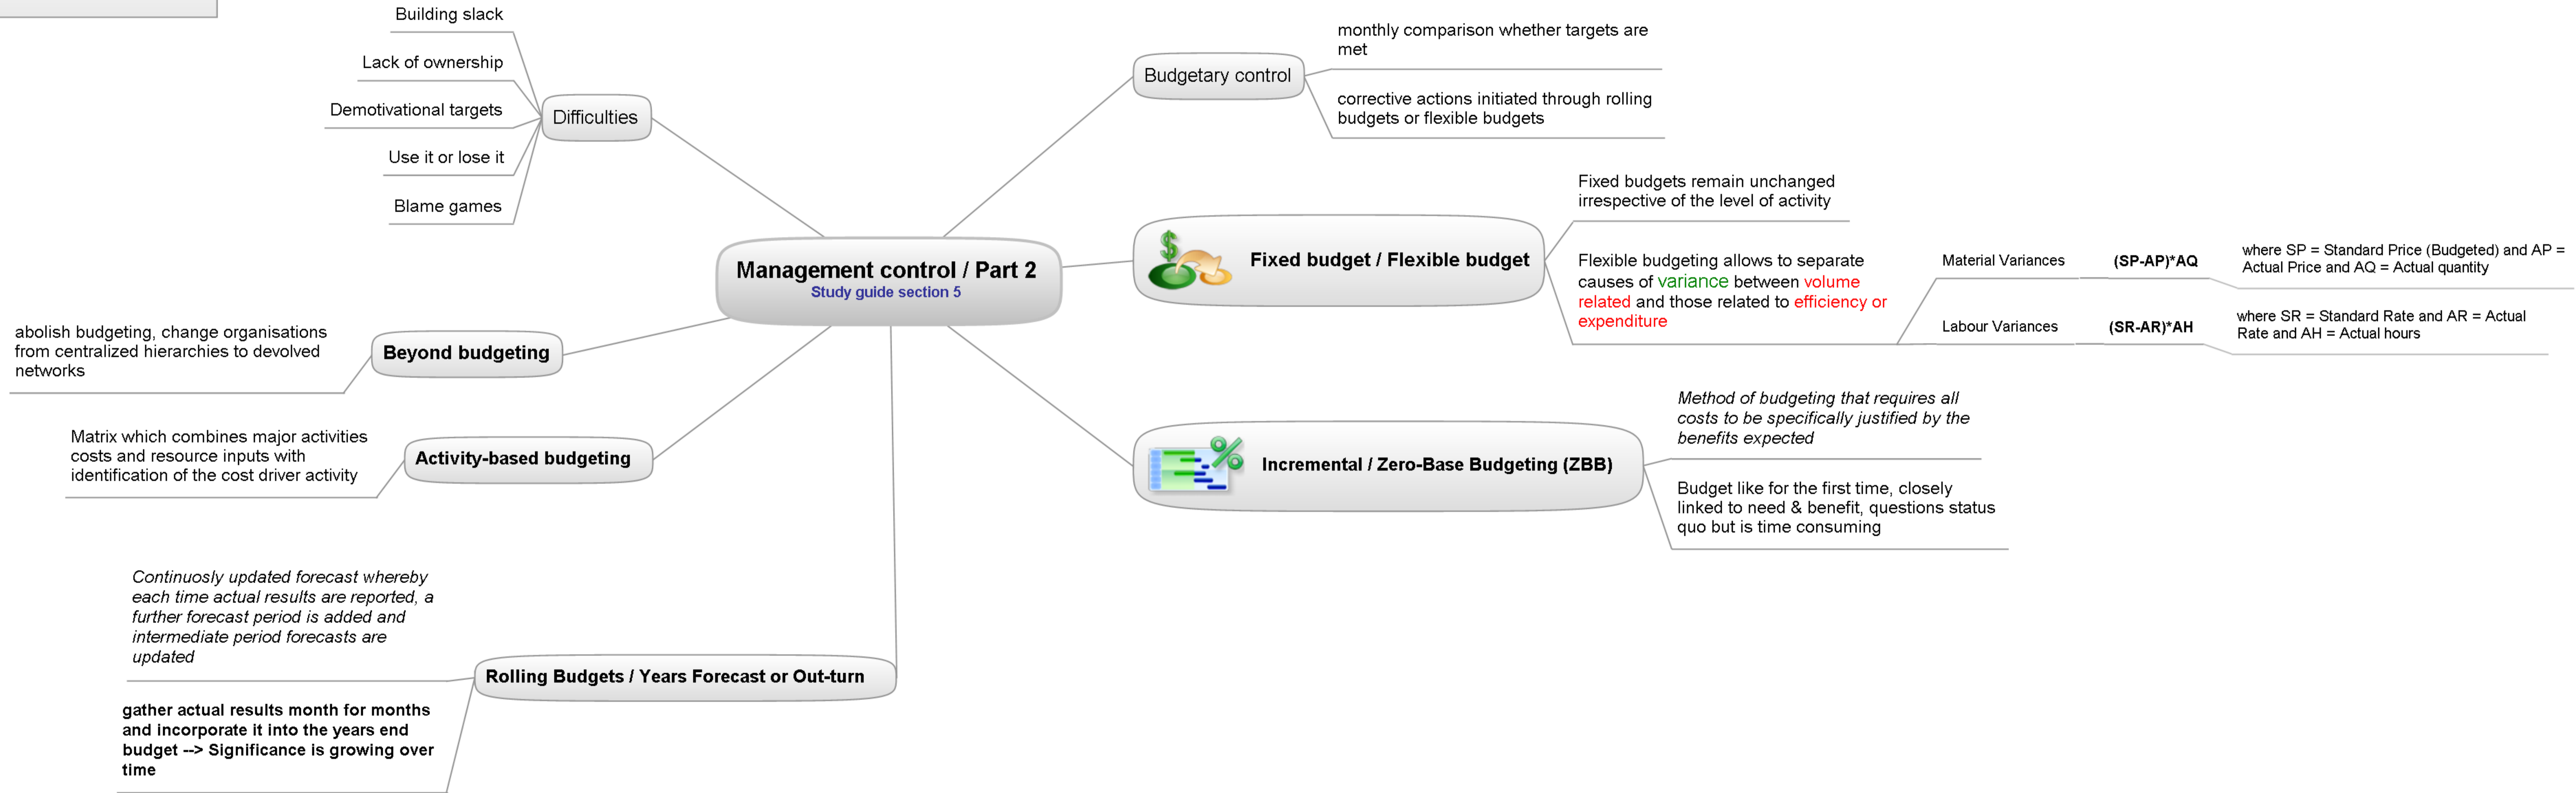 Management control / Part 2
Study guide section 5
Building slack
Lack of ownership
Demotivational targets
Use it or lose it
Blame games
Difficulties
Budgetary control
monthly comparison whether targets are
met
corrective actions initiated through rolling
budgets or flexible budgets
Fixed budget / Flexible budget
Fixed budgets remain unchanged
irrespective of the level of activity
Flexible budgeting allows to separate
causes of variance between volume
related and those related to efficiency or
expenditure
Material Variances
(SP-AP)*AQ
where SP = Standard Price (Budgeted) and AP =
Actual Price and AQ = Actual quantity
Labour Variances
(SR-AR)*AH
where SR = Standard Rate and AR = Actual
Rate and AH = Actual hours
Incremental / Zero-Base Budgeting (ZBB)
Method of budgeting that requires all
costs to be specifically justified by the
benefits expected
Budget like for the first time, closely
linked to need & benefit, questions status
quo but is time consuming
Beyond budgeting
abolish budgeting, change organisations
from centralized hierarchies to devolved
networks
Activity-based budgeting
Matrix which combines major activities
costs and resource inputs with
identification of the cost driver activity
Rolling Budgets / Years Forecast or Out-turn
Continuosly updated forecast whereby
each time actual results are reported, a
further forecast period is added and
intermediate period forecasts are
updated
gather actual results month for months
and incorporate it into the years end
budget --> Significance is growing over
time